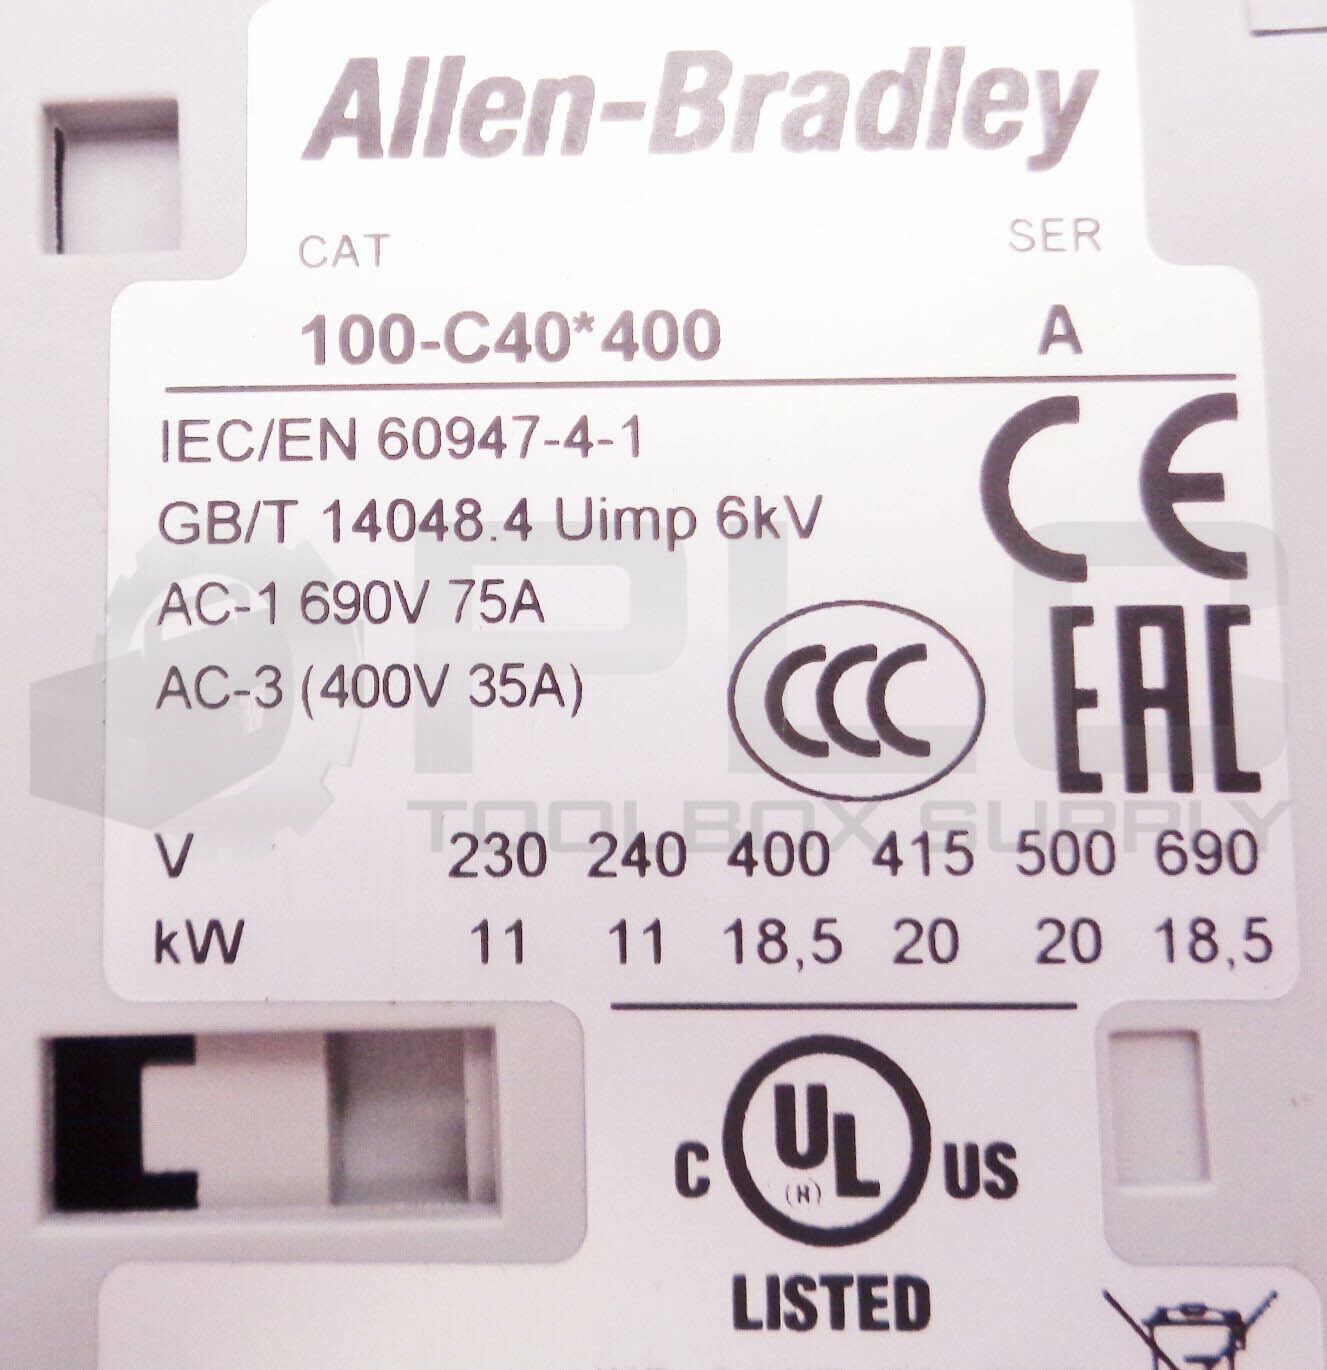 Allen-Bradley
CAT SER
100-C40*400 A
IEC/EN 60947-4-1
GB/T 14048.4 Uimp 6kV
AC-1 690V 75A
AC-3 (400V 35A)
CE
CCC
EAC
PLC
TOOLBOX SUPPLY
V 230 240 400 415 500 690
kW 11 11 18,5 20 20 18,5
C UL US
(R)
LISTED